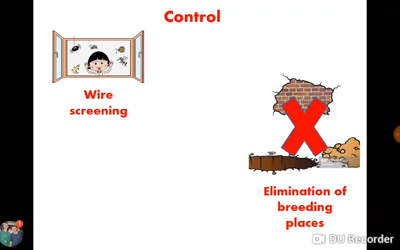 Control
Wire
screening
Elimination of
breeding
places
DU Recorder